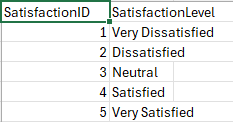 SatisfactionID SatisfactionLevel
1 Very Dissatisfied
2 Dissatisfied
3 Neutral
4 Satisfied
5 Very Satisfied